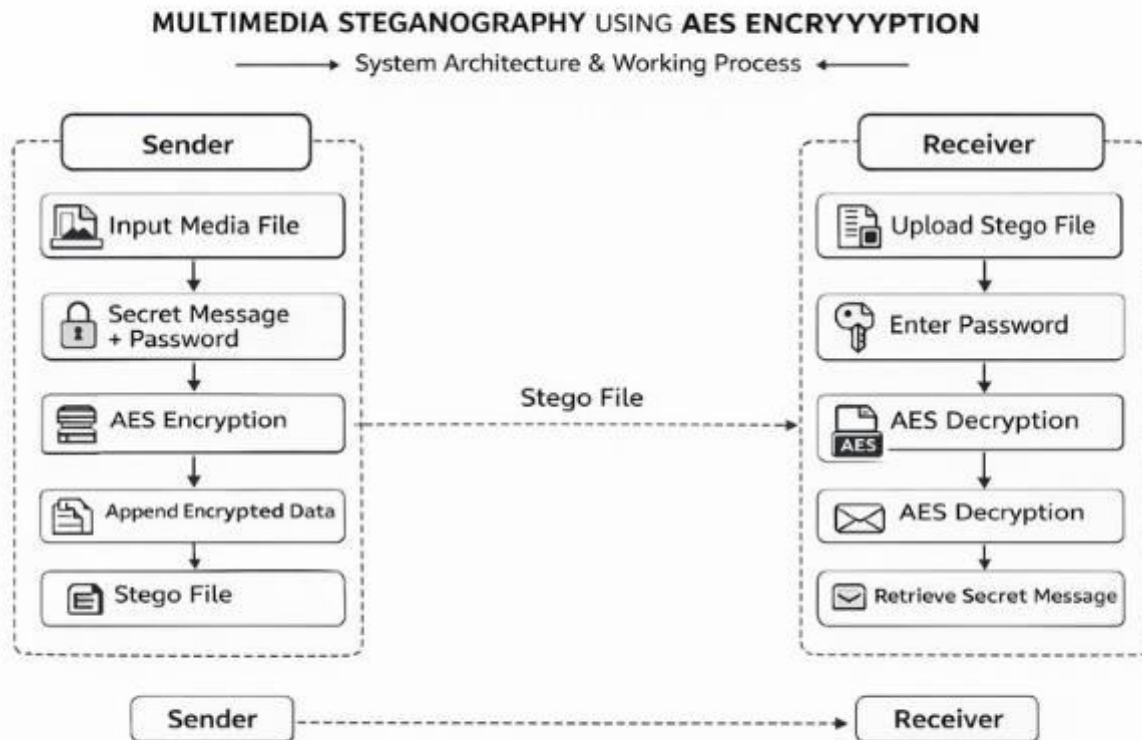 MULTIMEDIA STEGANOGRAPHY USING AES ENCRYYYPTION
System Architecture & Working Process
Sender
Input Media File
Secret Message
+ Password
AES Encryption
Append Encrypted Data
Stego File
Stego File
Receiver
Upload Stego File
Enter Password
AES
AES Decryption
AES Decryption
Retrieve Secret Message
Sender
Receiver